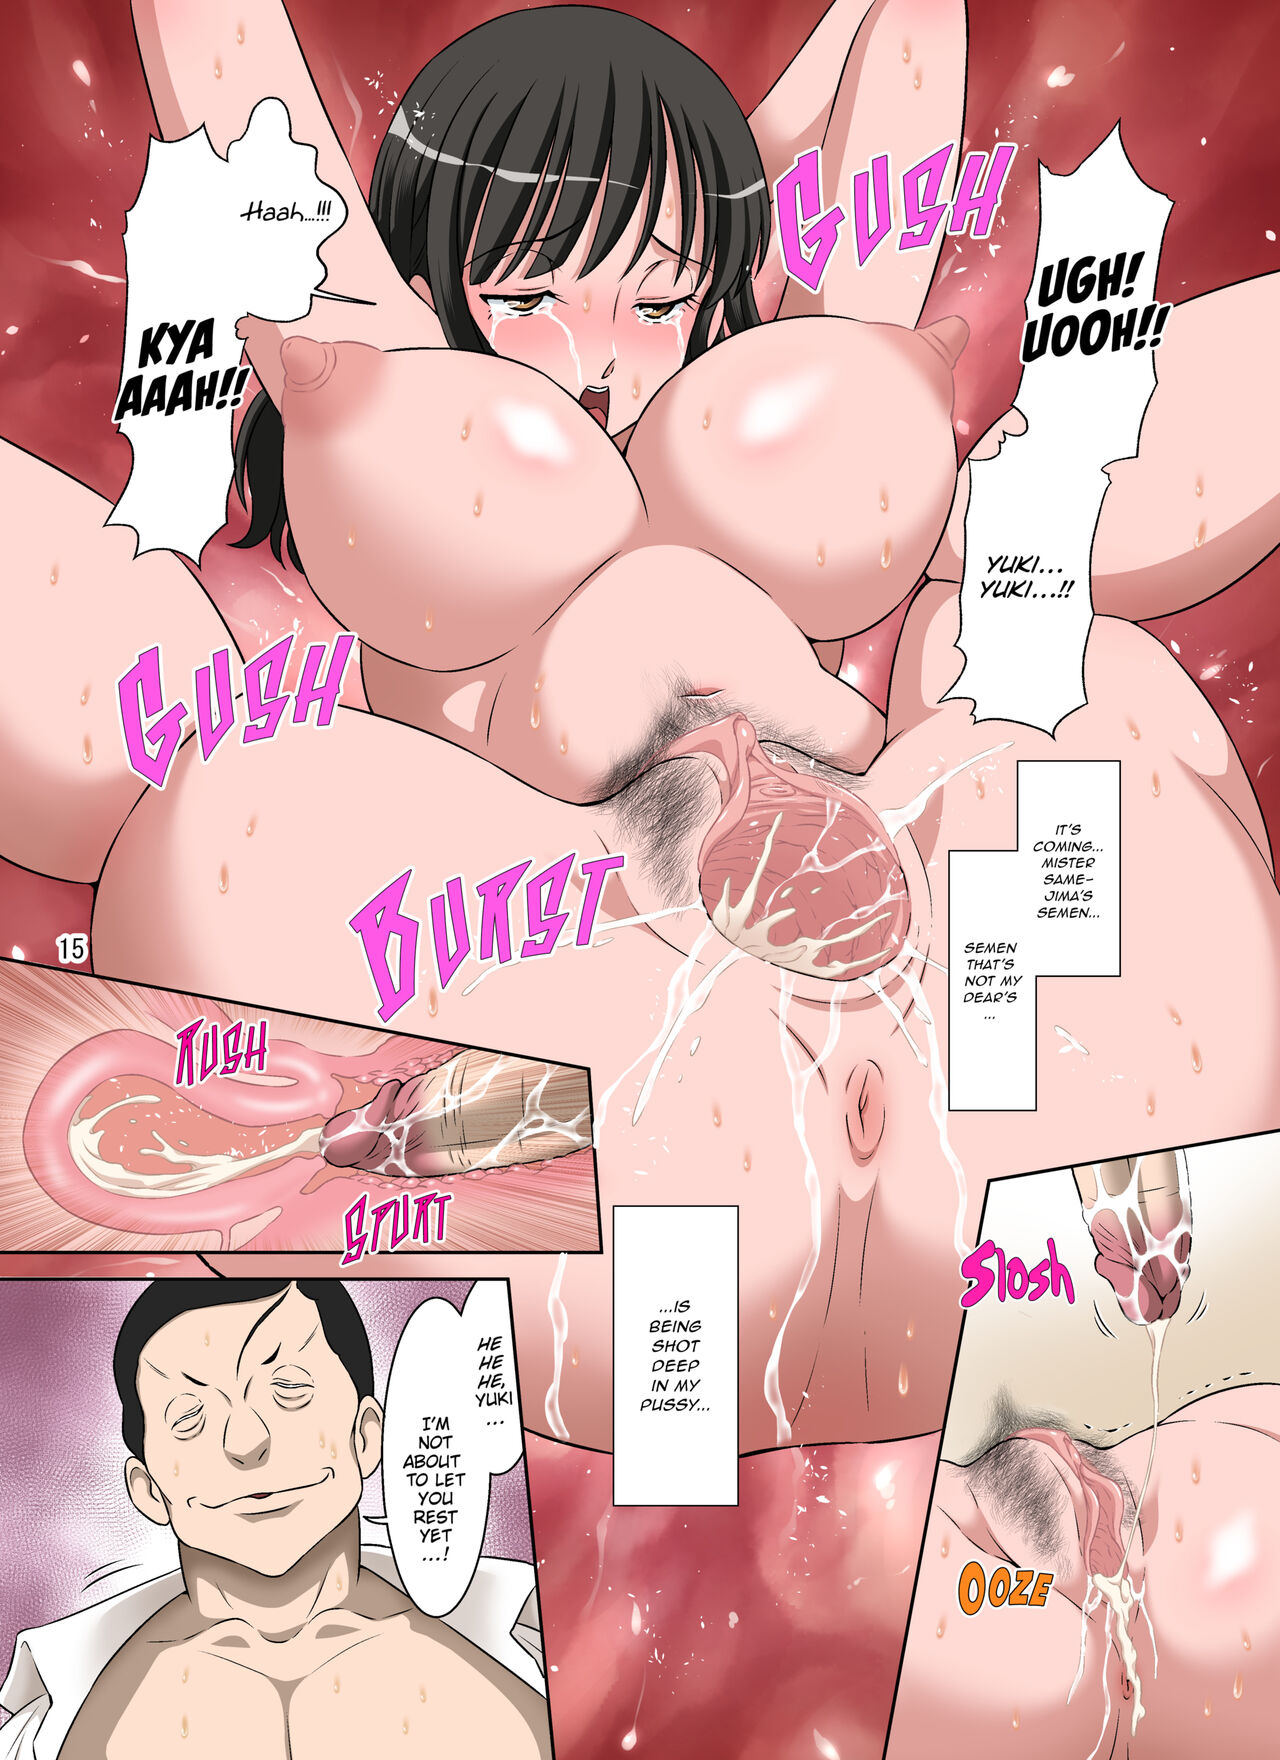 Haah...!!!
KYA
AAAH!!
GUSH
UGH!
UOOH!!
YUKI...
YUKI...!!
GUSH
BURST
IT'S
COMING...
MISTER
SAME-
JIMA'S
SEMEN...
SEMEN
THAT'S
NOT MY
DEAR'S
...
15
RUSH
SPURT
...IS
BEING
SHOT
DEEP
IN MY
PUSSY...
Slosh
OOZE
HE
HE
HE,
YUKI
...
I'M
NOT
ABOUT
TO LET
YOU
REST
YET
...!